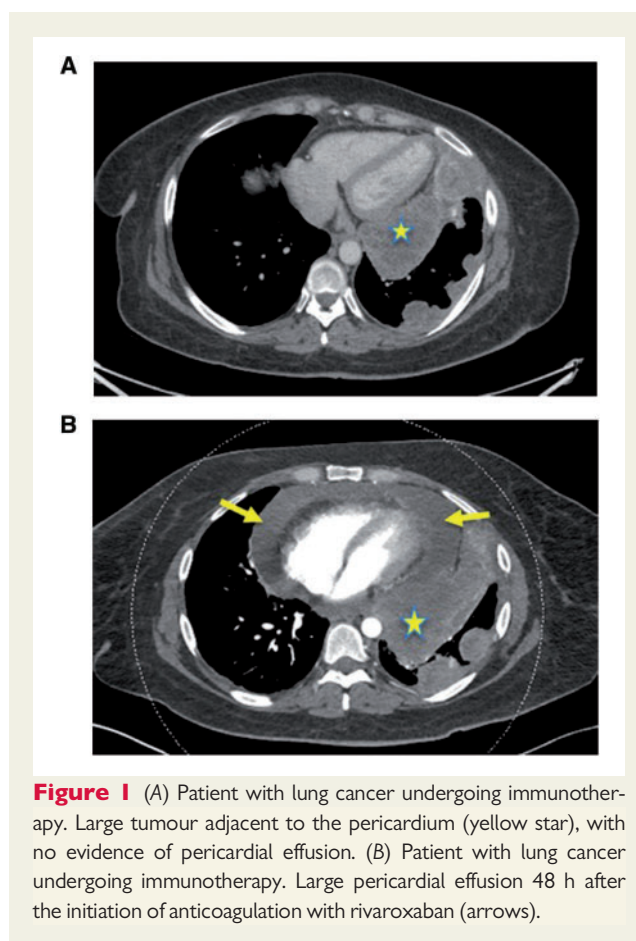 A
B
Figure 1 (A) Patient with lung cancer undergoing immunother-
apy. Large tumour adjacent to the pericardium (yellow star), with
no evidence of pericardial effusion. (B) Patient with lung cancer
undergoing immunotherapy. Large pericardial effusion 48 h after
the initiation of anticoagulation with rivaroxaban (arrows).